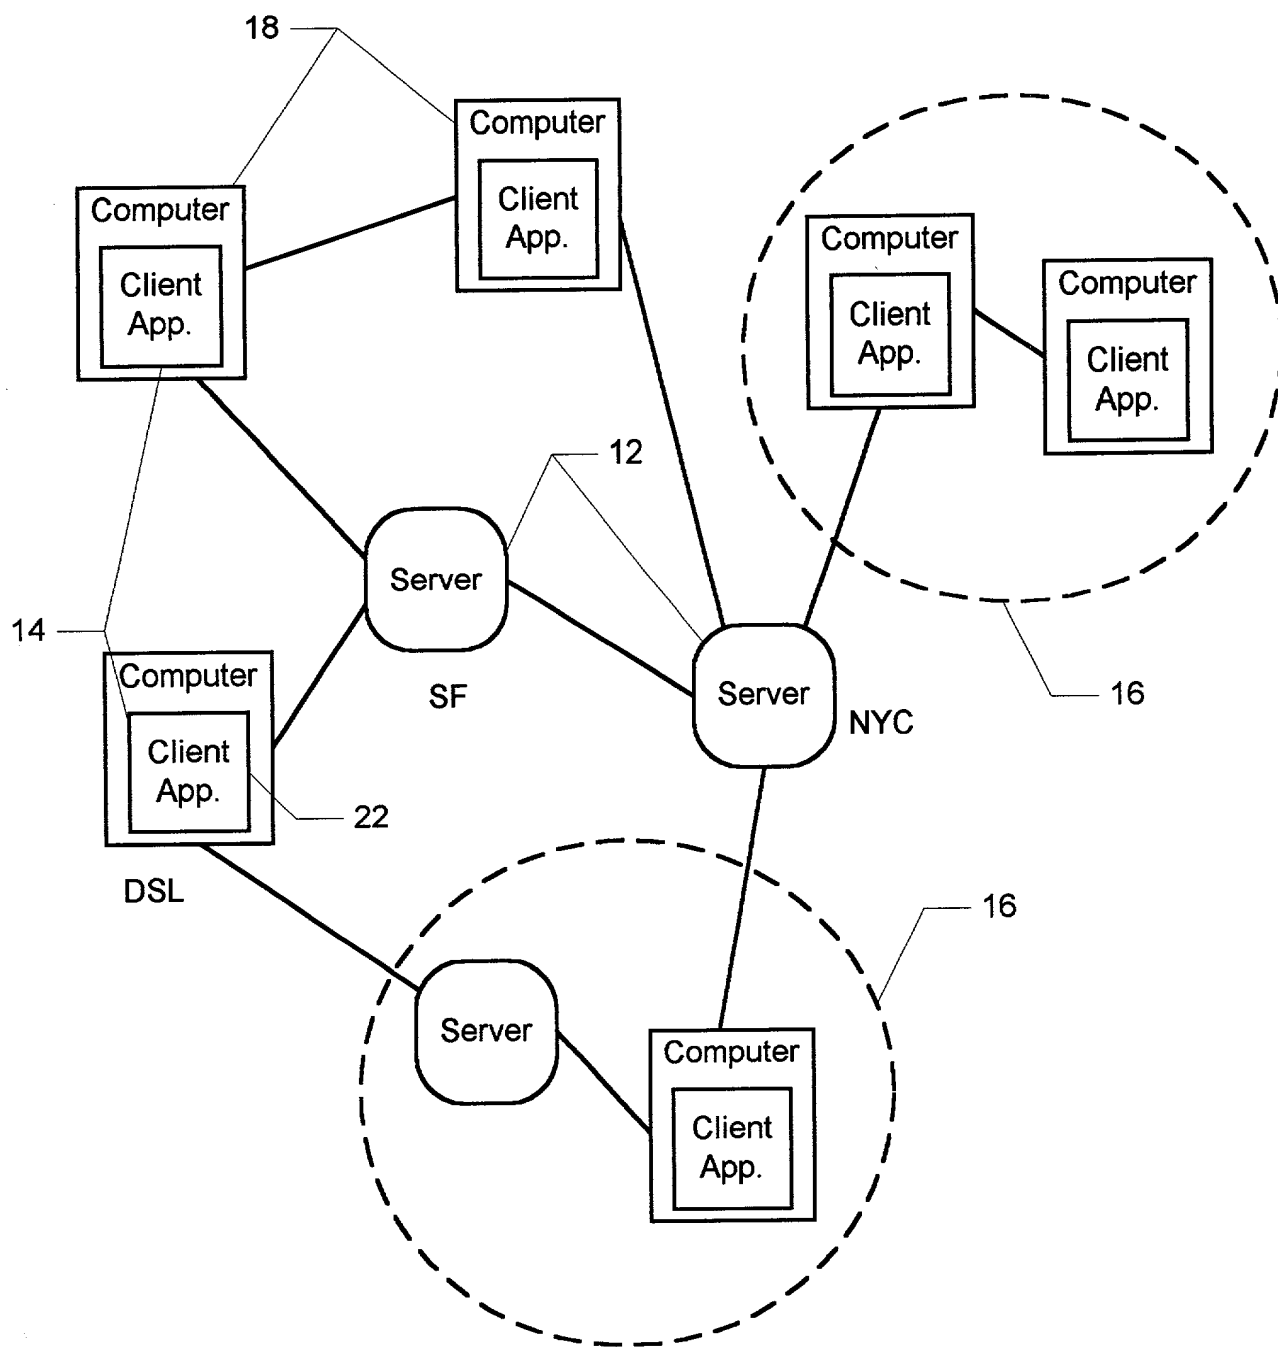 18
Computer
Client
App.
Computer
Client
App.
Computer
Client
App.
Computer
Client
App.
12
Server
SF
14
Server
NYC
16
Computer
Client
App.
22
DSL
16
Server
Computer
Client
App.